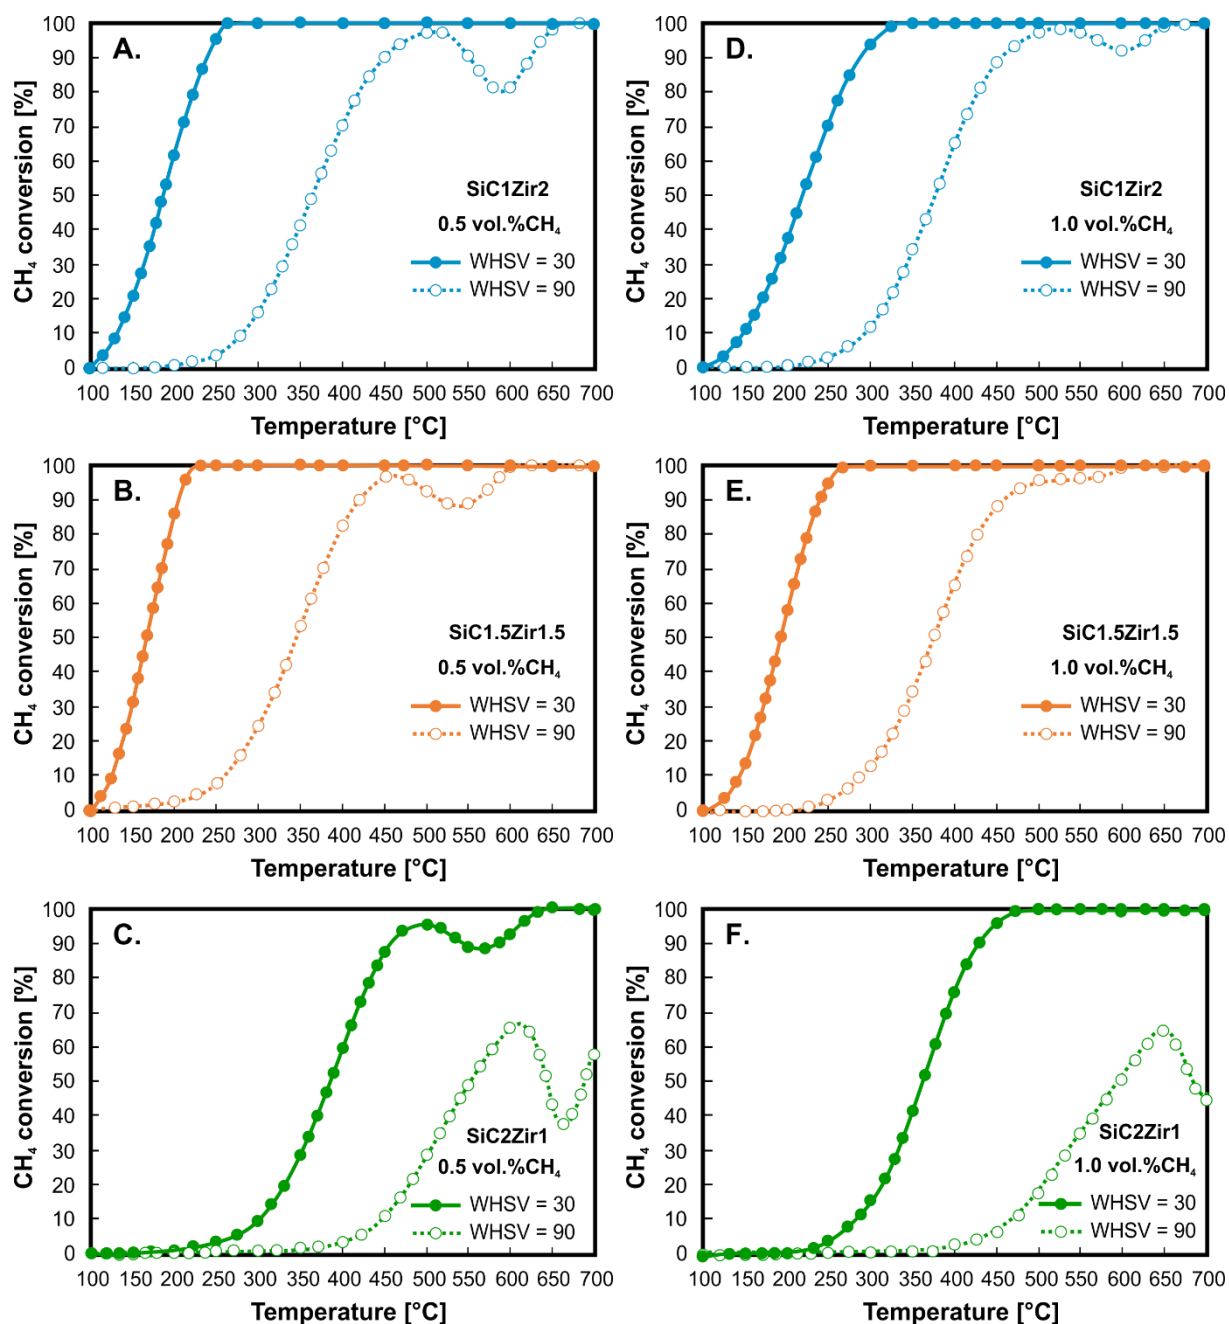 A.
CH₄ conversion [%]
100
90
80
70
60
50
40
30
20
10
0
SiC1Zir2
0.5 vol.%CH₄
WHSV = 30
WHSV = 90
100 150 200 250 300 350 400 450 500 550 600 650 700
Temperature [°C]
D.
CH₄ conversion [%]
100
90
80
70
60
50
40
30
20
10
0
SiC1Zir2
1.0 vol.%CH₄
WHSV = 30
WHSV = 90
100 150 200 250 300 350 400 450 500 550 600 650 700
Temperature [°C]
B.
CH₄ conversion [%]
100
90
80
70
60
50
40
30
20
10
0
SiC1.5Zir1.5
0.5 vol.%CH₄
WHSV = 30
WHSV = 90
100 150 200 250 300 350 400 450 500 550 600 650 700
Temperature [°C]
E.
CH₄ conversion [%]
100
90
80
70
60
50
40
30
20
10
0
SiC1.5Zir1.5
1.0 vol.%CH₄
WHSV = 30
WHSV = 90
100 150 200 250 300 350 400 450 500 550 600 650 700
Temperature [°C]
C.
CH₄ conversion [%]
100
90
80
70
60
50
40
30
20
10
0
SiC2Zir1
0.5 vol.%CH₄
WHSV = 30
WHSV = 90
100 150 200 250 300 350 400 450 500 550 600 650 700
Temperature [°C]
F.
CH₄ conversion [%]
100
90
80
70
60
50
40
30
20
10
0
SiC2Zir1
1.0 vol.%CH₄
WHSV = 30
WHSV = 90
100 150 200 250 300 350 400 450 500 550 600 650 700
Temperature [°C]